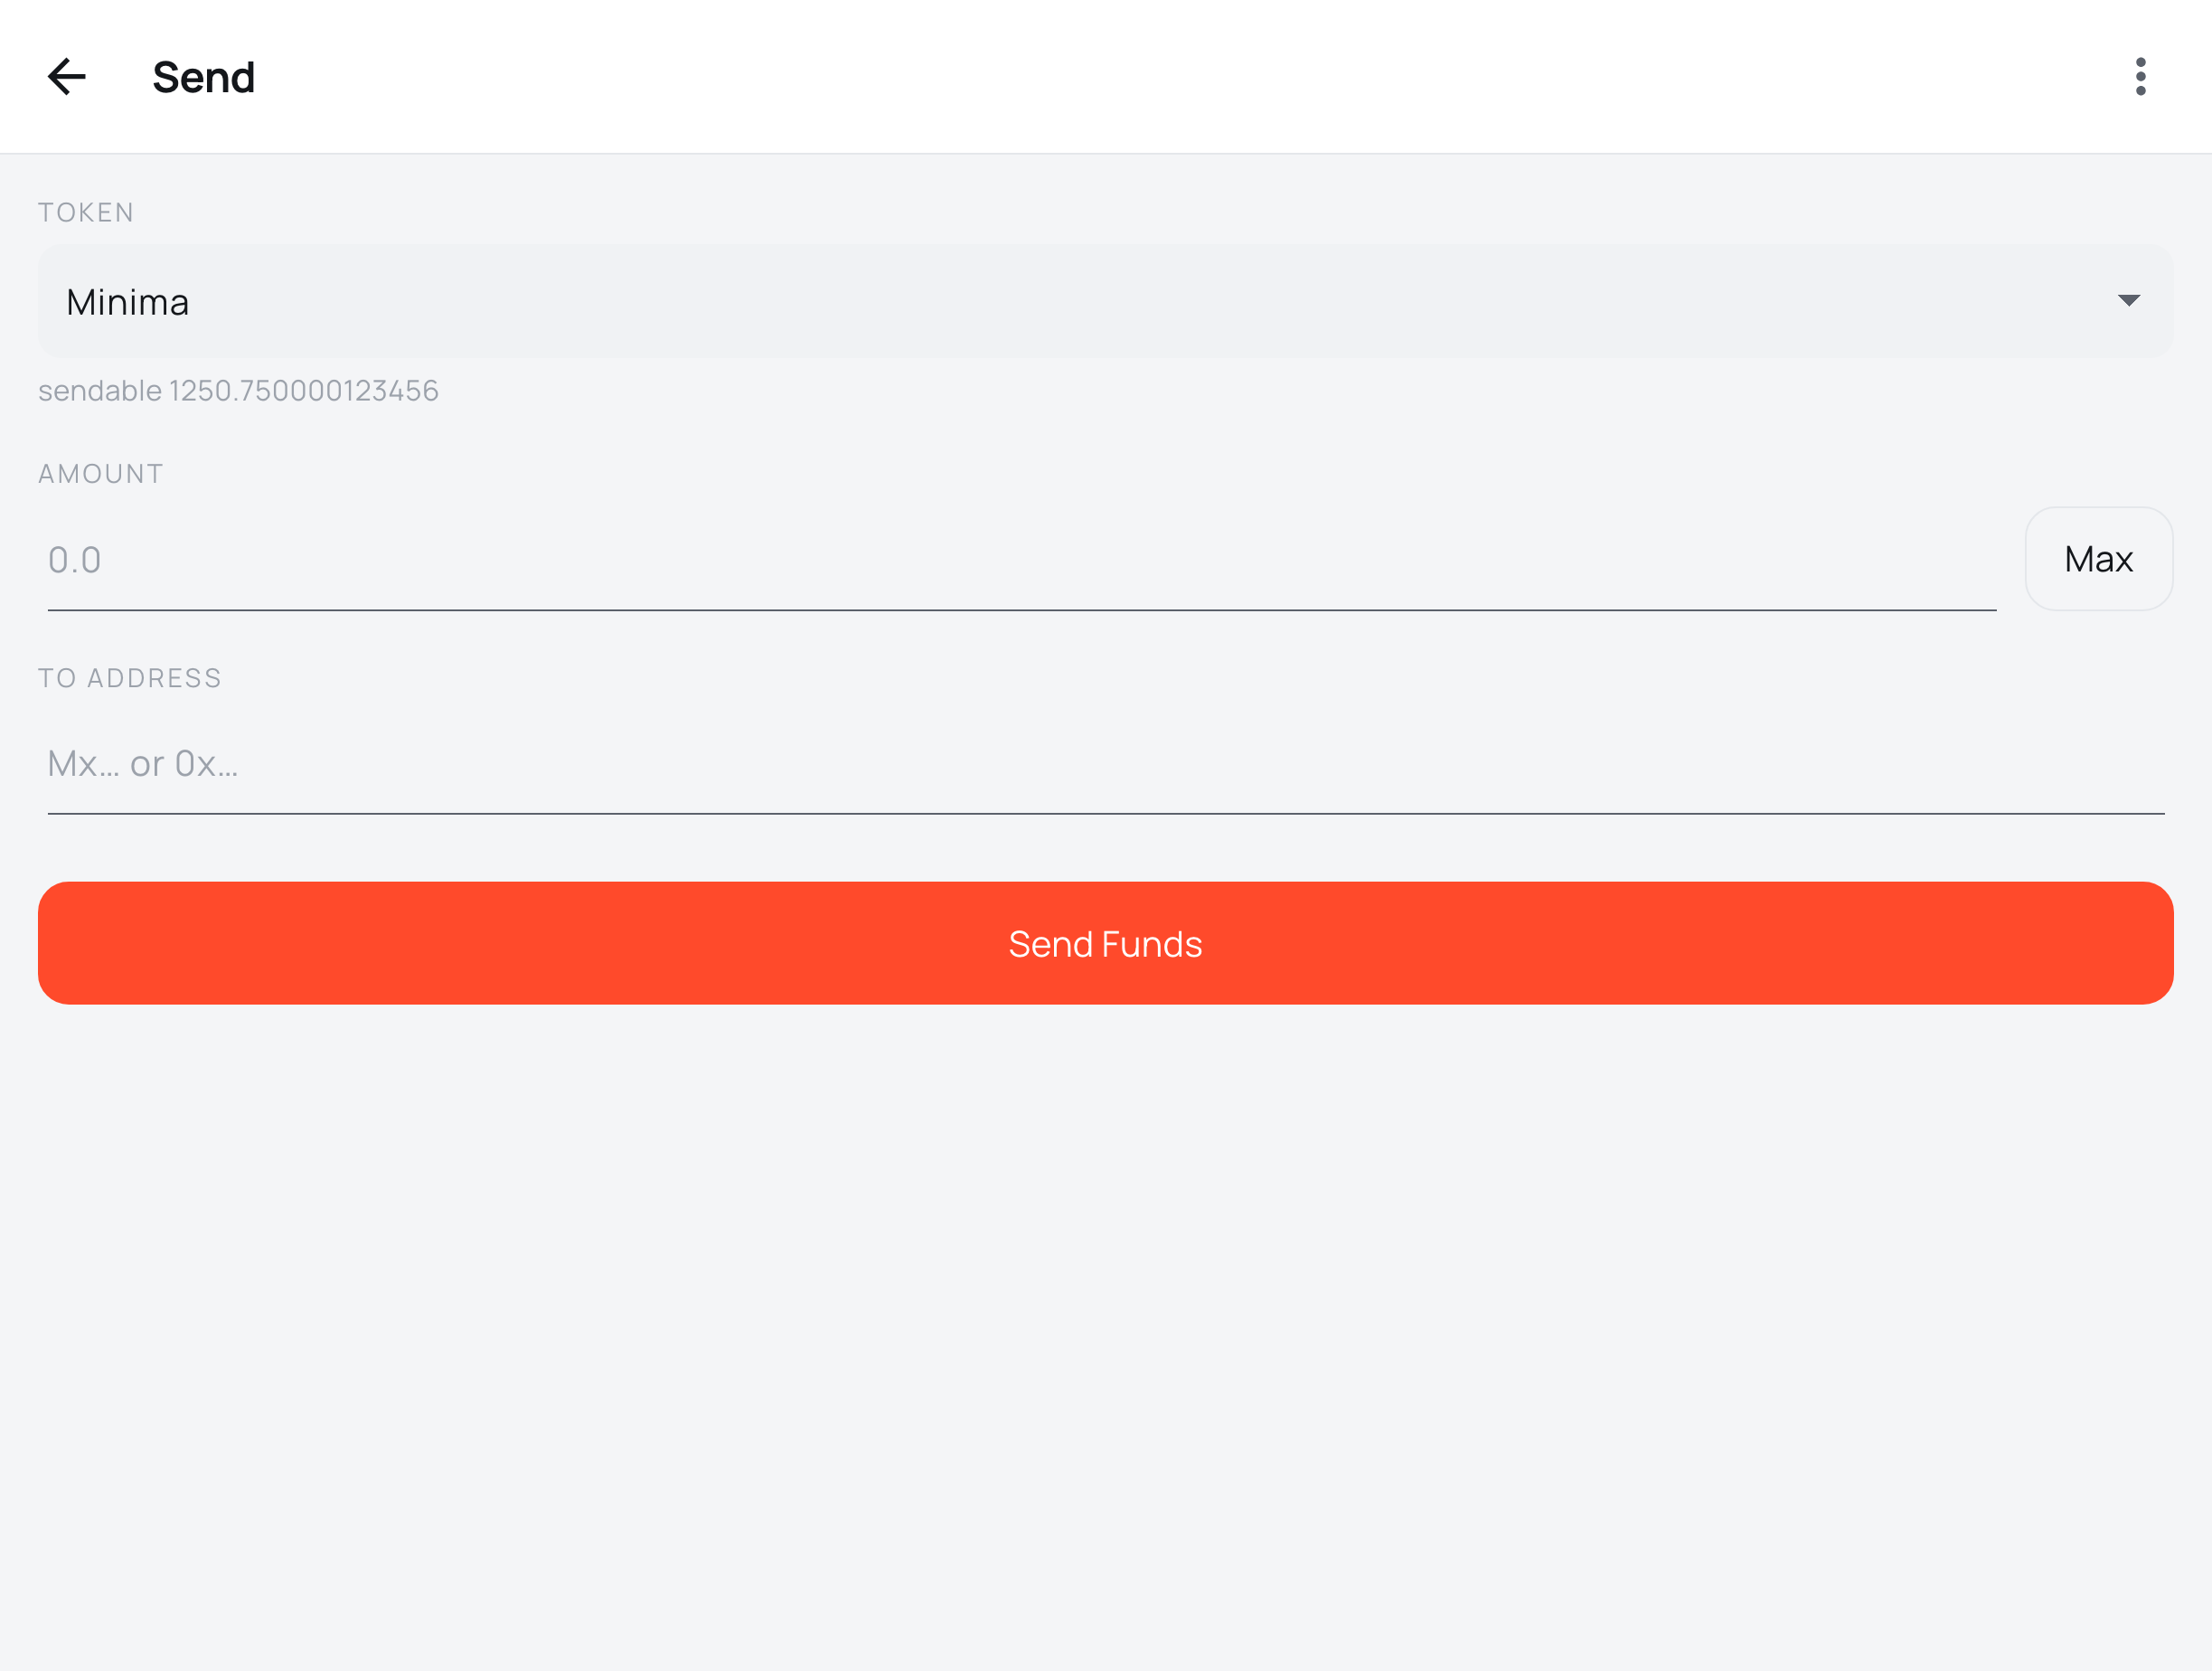 Send
TOKEN
Minima
sendable 1250.750000123456
AMOUNT
0.0
Max
TO ADDRESS
Mx... or 0x...
Send Funds